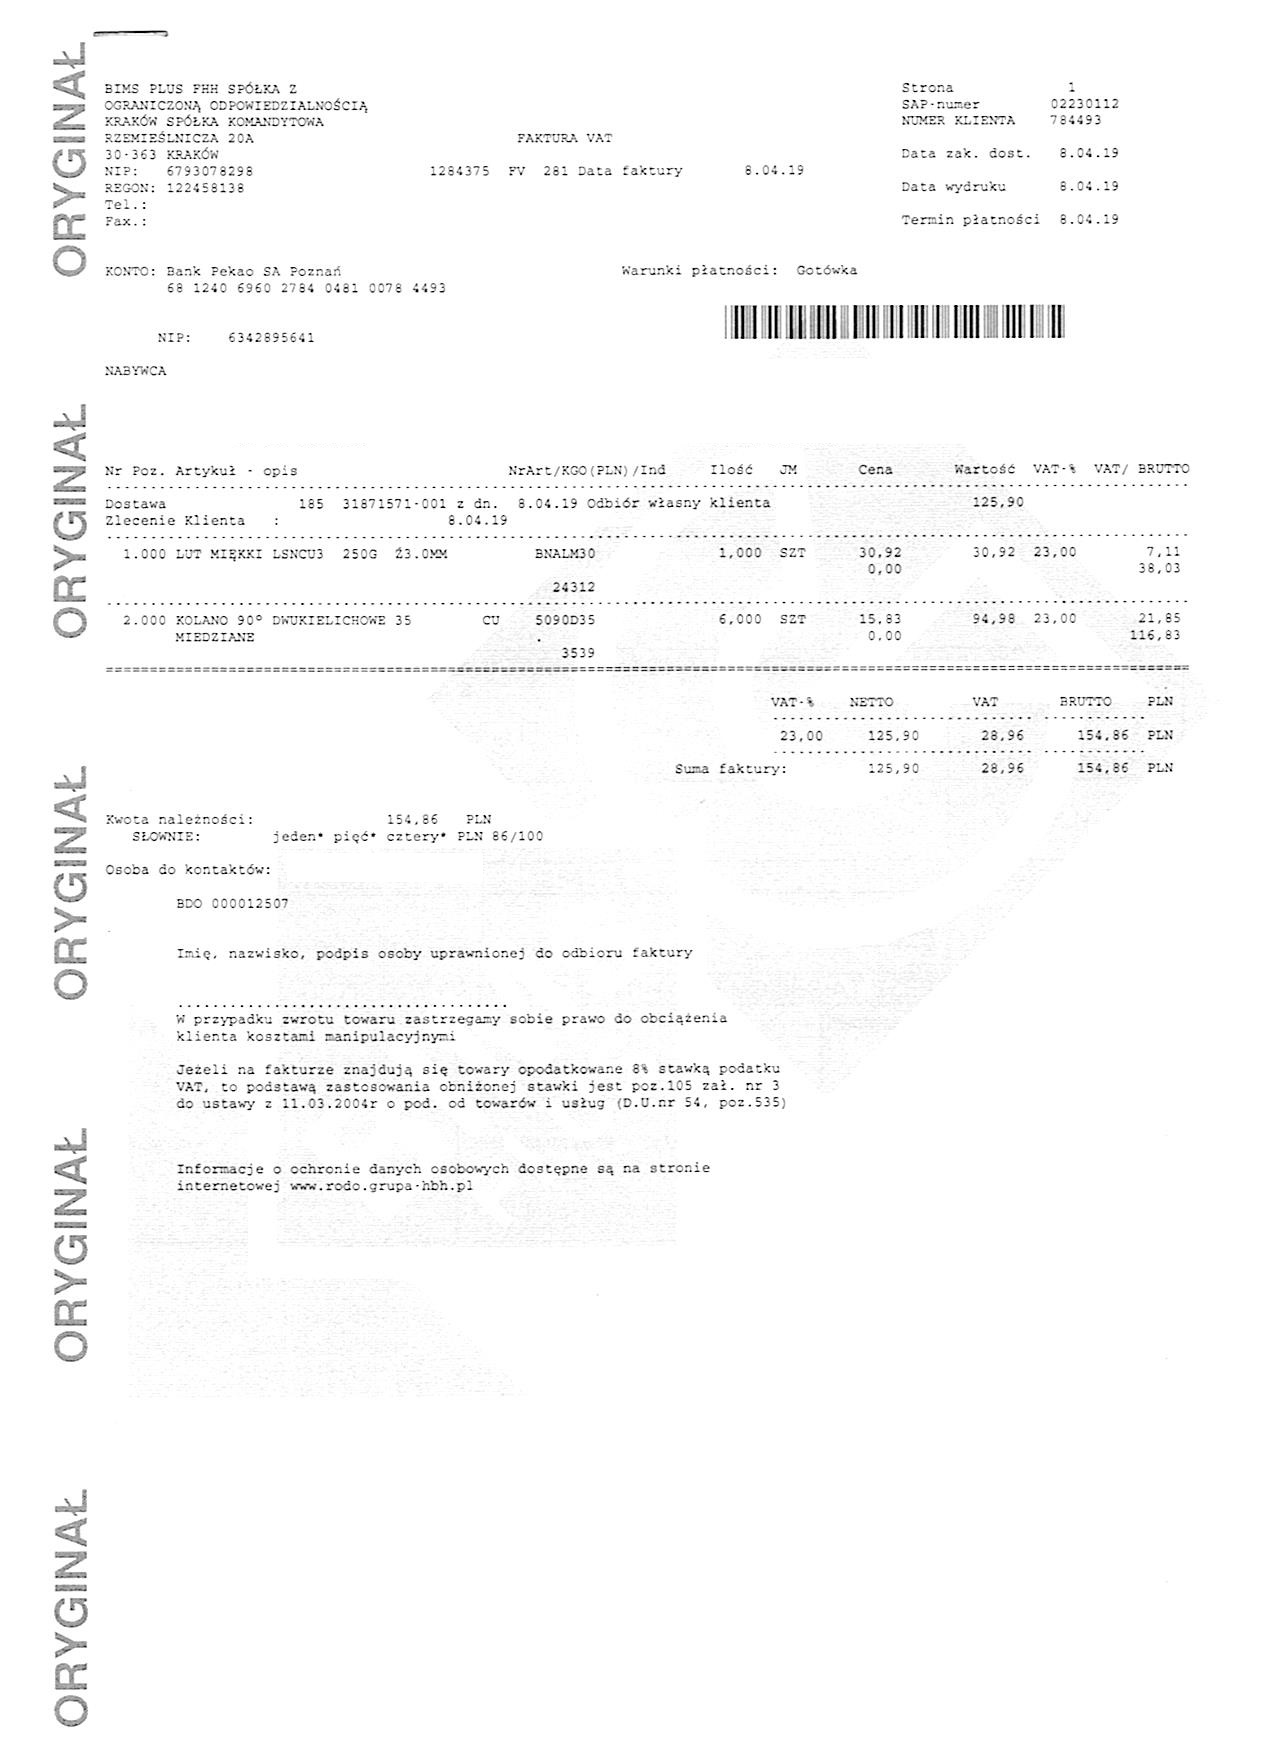 ORYGINAŁ
BIMS PLUS FHH SPÓŁKA Z
OGRANICZONĄ ODPOWIEDZIALNOŚCIĄ
KRAKÓW SPÓŁKA KOMANDYTOWA
RZEMIEŚLNICZA 20A
30-363 KRAKÓW
NIP: 6793078298
REGON: 122458138
Tel.:
Fax.:
FAKTURA VAT
1284375 FV 281 Data faktury 8.04.19
Strona 1
SAP-numer 02230112
NUMER KLIENTA 784493
Data zak. dost. 8.04.19
Data wydruku 8.04.19
Termin płatności 8.04.19
KONTO: Bank Pekao SA Poznań
68 1240 6960 2784 0481 0078 4493
Warunki płatności: Gotówka
NIP: 6342895641
NABYWCA
ORYGINAŁ
Nr Poz. Artykuł - opis NrArt/KGO(PLN)/Ind Ilość JM Cena Wartość VAT-% VAT/ BRUTTO
Dostawa 185 31871571-001 z dn. 8.04.19 Odbiór własny klienta 125,90
Zlecenie Klienta : 8.04.19
1.000 LUT MIĘKKI LSNCU3 250G Ź3.0MM BNALM30 1,000 SZT 30,92 30,92 23,00 7,11
0,00 38,03
24312
2.000 KOLANO 90° DWUKIELICHOWE 35 CU 5090D35 6,000 SZT 15,83 94,98 23,00 21,85
MIEDZIANE . 0,00 116,83
3539
VAT-% NETTO VAT BRUTTO PLN
23,00 125,90 28,96 154,86 PLN
Suma faktury: 125,90 28,96 154,86 PLN
ORYGINAŁ
Kwota należności: 154,86 PLN
SŁOWNIE: jeden* pięć* cztery* PLN 86/100
Osoba do kontaktów:
BDO 000012507
Imię, nazwisko, podpis osoby uprawnionej do odbioru faktury
......................................
W przypadku zwrotu towaru zastrzegamy sobie prawo do obciążenia
klienta kosztami manipulacyjnymi
Jeżeli na fakturze znajdują się towary opodatkowane 8% stawką podatku
VAT, to podstawą zastosowania obniżonej stawki jest poz.105 zał. nr 3
do ustawy z 11.03.2004r o pod. od towarów i usług (D.U.nr 54, poz.535)
ORYGINAŁ
Informacje o ochronie danych osobowych dostępne są na stronie
internetowej www.rodo.grupa-hbh.pl
ORYGINAŁ